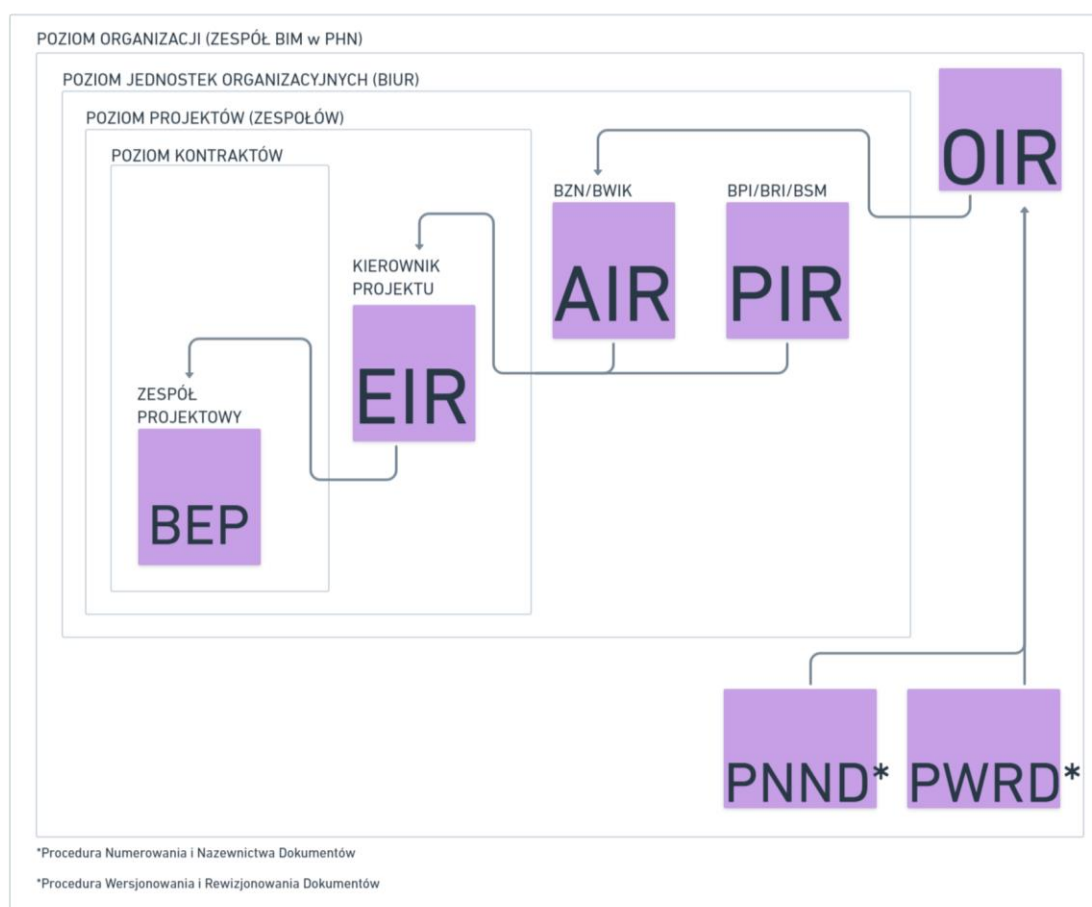 POZIOM ORGANIZACJI (ZESPÓŁ BIM w PHN)
POZIOM JEDNOSTEK ORGANIZACYJNYCH (BIUR)
POZIOM PROJEKTÓW (ZESPOŁÓW)
POZIOM KONTRAKTÓW
OIR
BZN/BWIK
AIR
BPI/BRI/BSM
PIR
KIEROWNIK
PROJEKTU
EIR
ZESPÓŁ
PROJEKTOWY
BEP
PNND*
PWRD*
*Procedura Numerowania i Nazewnictwa Dokumentów
*Procedura Wersjonowania i Rewizjonowania Dokumentów